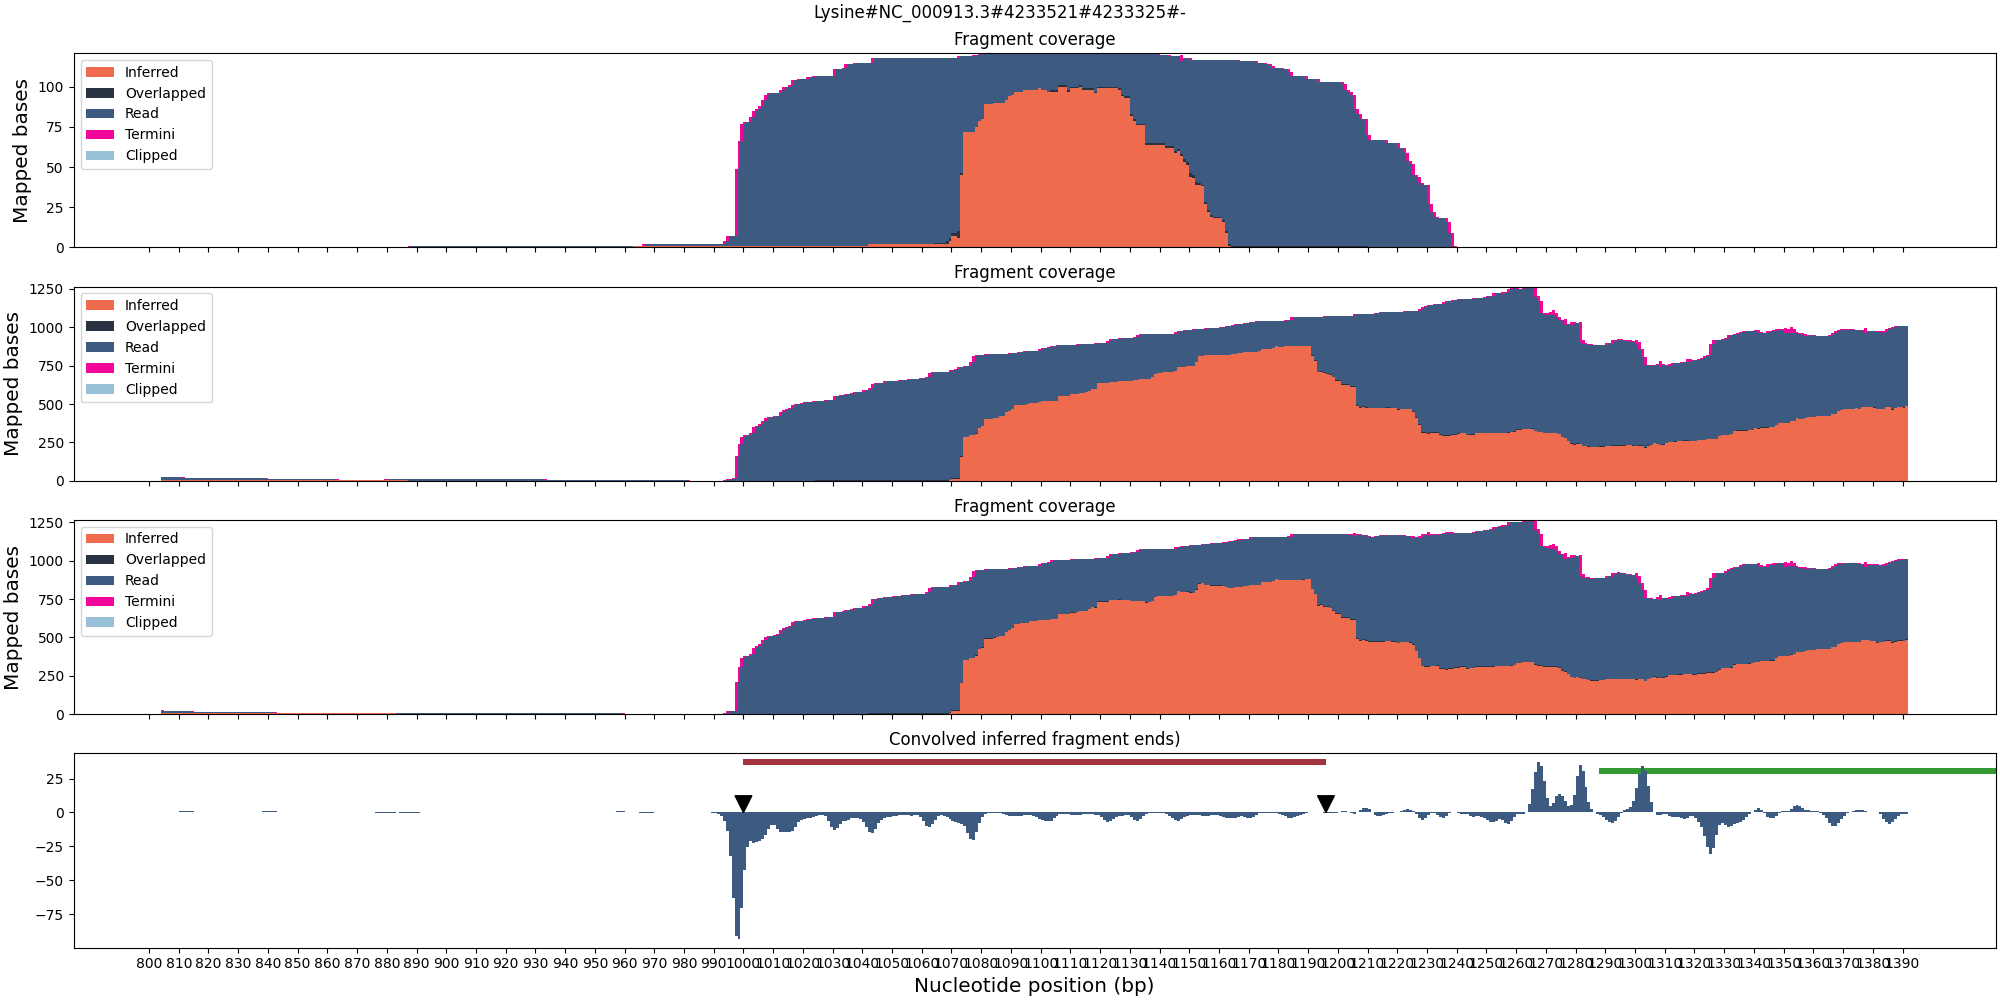 Lysine#NC_000913.3#4233521#4233325#-
Fragment coverage
Mapped bases
100
75
50
25
0
Inferred
Overlapped
Read
Termini
Clipped
Fragment coverage
Mapped bases
1250
1000
750
500
250
0
Inferred
Overlapped
Read
Termini
Clipped
Fragment coverage
Mapped bases
1250
1000
750
500
250
0
Inferred
Overlapped
Read
Termini
Clipped
Convolved inferred fragment ends)
25
0
−25
−50
−75
800 810 820 830 840 850 860 870 880 890 900 910 920 930 940 950 960 970 980 990 1000 1010 1020 1030 1040 1050 1060 1070 1080 1090 1100 1110 1120 1130 1140 1150 1160 1170 1180 1190 1200 1210 1220 1230 1240 1250 1260 1270 1280 1290 1300 1310 1320 1330 1340 1350 1360 1370 1380 1390
Nucleotide position (bp)